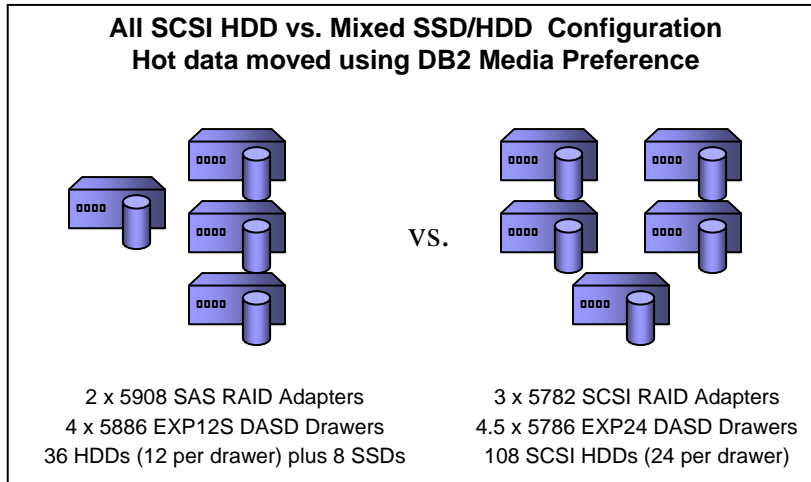 All SCSI HDD vs. Mixed SSD/HDD Configuration
Hot data moved using DB2 Media Preference
vs.
2 x 5908 SAS RAID Adapters
4 x 5886 EXP12S DASD Drawers
36 HDDs (12 per drawer) plus 8 SSDs
3 x 5782 SCSI RAID Adapters
4.5 x 5786 EXP24 DASD Drawers
108 SCSI HDDs (24 per drawer)